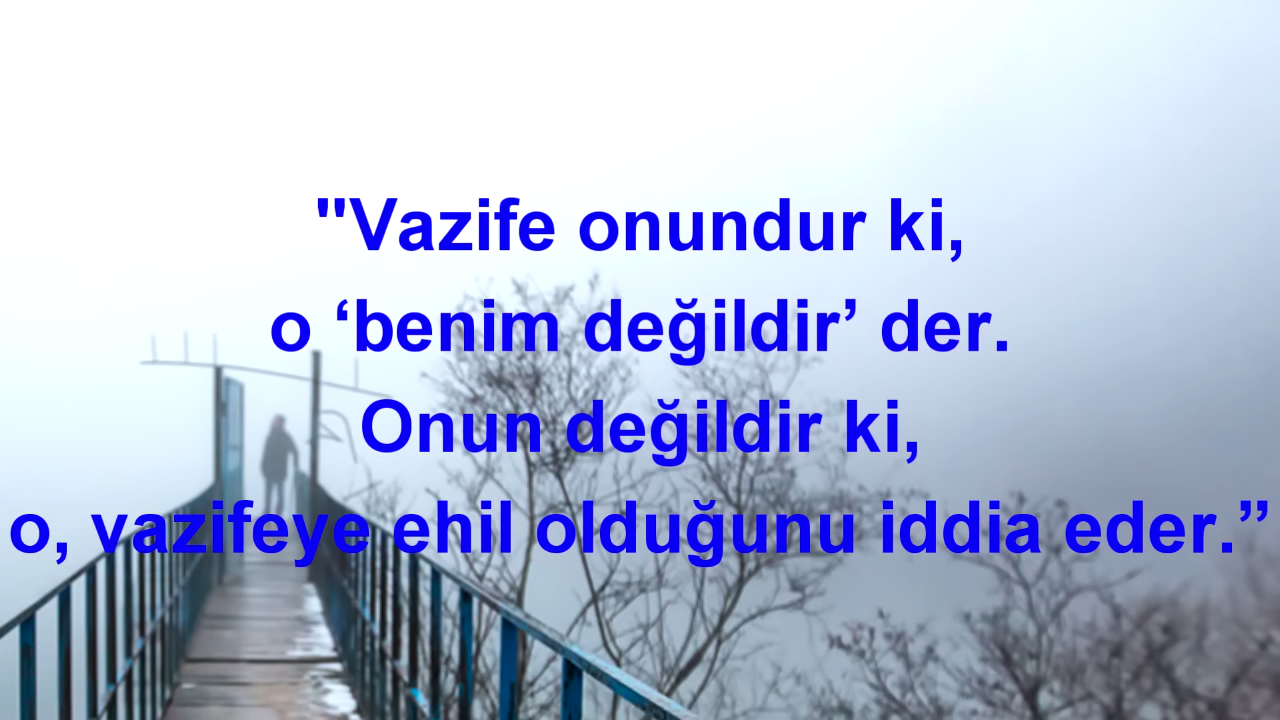 "Vazife onundur ki,
o ‘benim değildir’ der.
Onun değildir ki,
o, vazifeye ehil olduğunu iddia eder.”